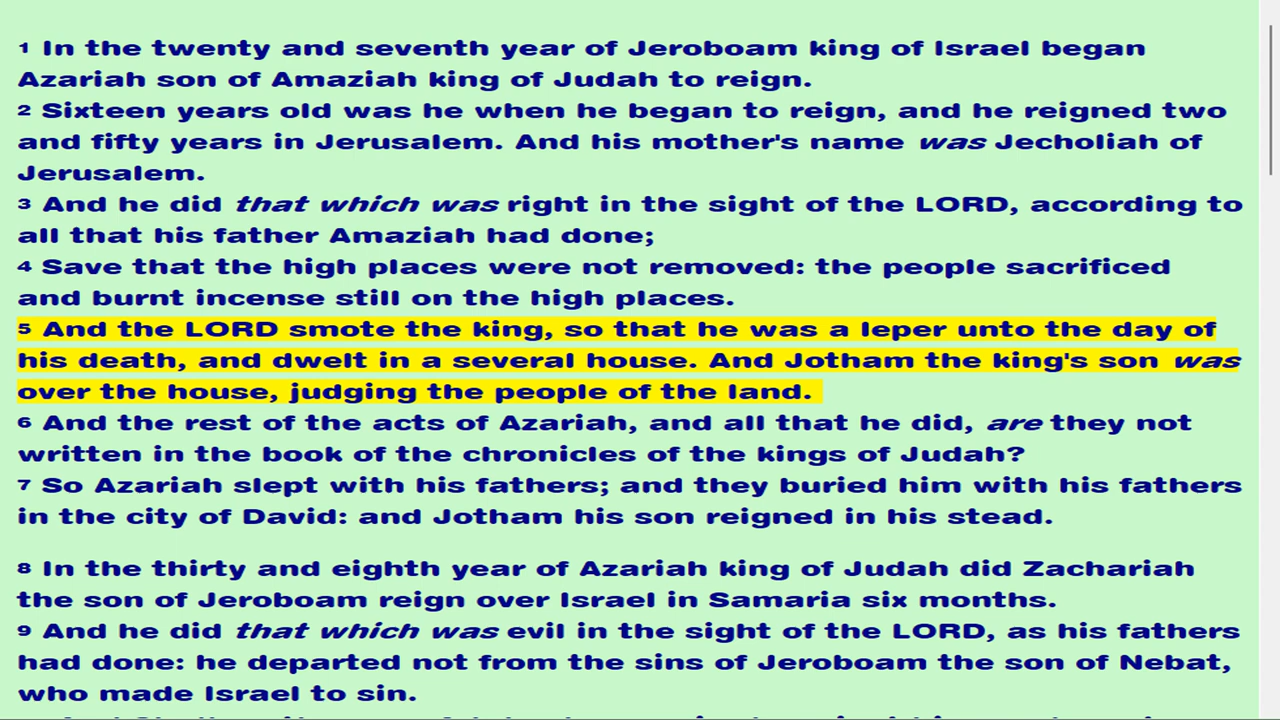 1 In the twenty and seventh year of Jeroboam king of Israel began
Azariah son of Amaziah king of Judah to reign.
2 Sixteen years old was he when he began to reign, and he reigned two
and fifty years in Jerusalem. And his mother's name was Jecholiah of
Jerusalem.
3 And he did that which was right in the sight of the LORD, according to
all that his father Amaziah had done;
4 Save that the high places were not removed: the people sacrificed
and burnt incense still on the high places.
5 And the LORD smote the king, so that he was a leper unto the day of
his death, and dwelt in a several house. And Jotham the king's son was
over the house, judging the people of the land.
6 And the rest of the acts of Azariah, and all that he did, are they not
written in the book of the chronicles of the kings of Judah?
7 So Azariah slept with his fathers; and they buried him with his fathers
in the city of David: and Jotham his son reigned in his stead.
8 In the thirty and eighth year of Azariah king of Judah did Zachariah
the son of Jeroboam reign over Israel in Samaria six months.
9 And he did that which was evil in the sight of the LORD, as his fathers
had done: he departed not from the sins of Jeroboam the son of Nebat,
who made Israel to sin.